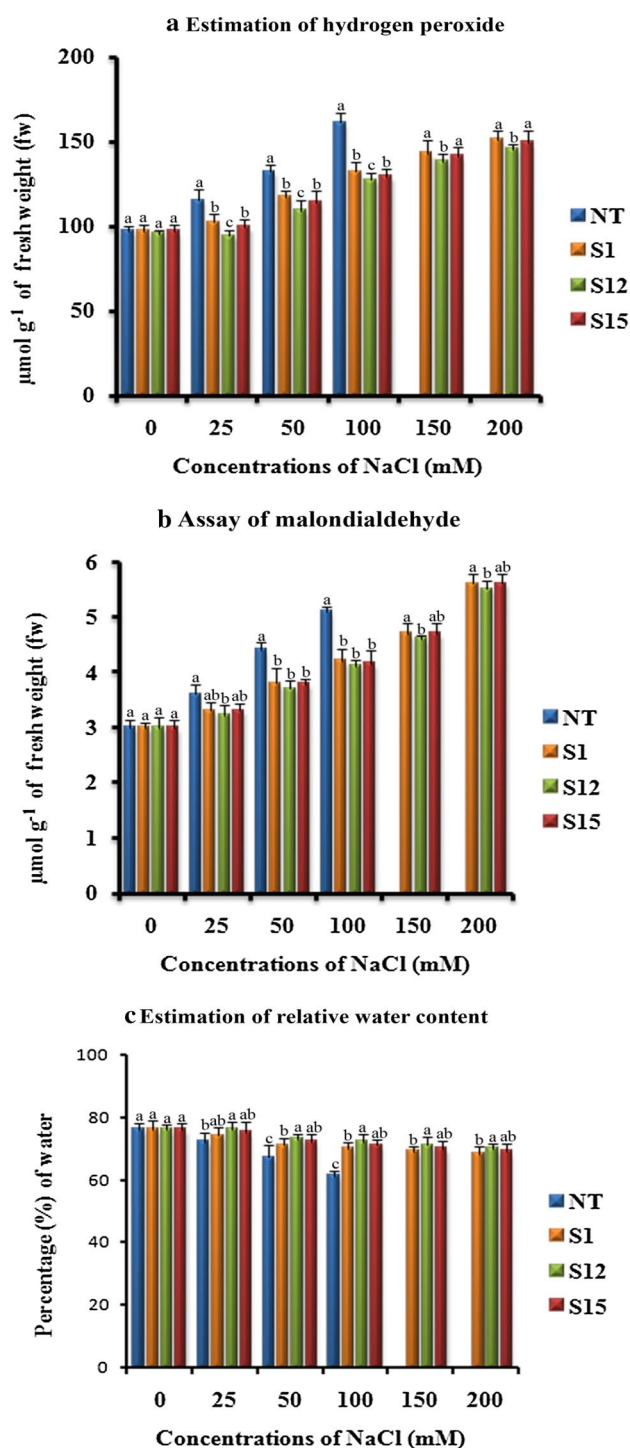 a Estimation of hydrogen peroxide
200
150
100
50
0
µmol g-1 of fresh weight (fw)
a a a a
a b c b
a b c b
a b c b
a b a
a b a
0 25 50 100 150 200
Concentrations of NaCl (mM)
NT
S1
S12
S15
b Assay of malondialdehyde
6
5
4
3
2
1
0
µmol g-1 of fresh weight (fw)
a a a a
a ab b ab
a b b b
a b b b
a b ab
a b ab
0 25 50 100 150 200
Concentrations of NaCl (mM)
NT
S1
S12
S15
c Estimation of relative water content
100
80
60
40
20
0
Percentage (%) of water
a a a a
b ab a ab
c b a ab
c b a ab
b a ab
b a ab
0 25 50 100 150 200
Concentrations of NaCl (mM)
NT
S1
S12
S15